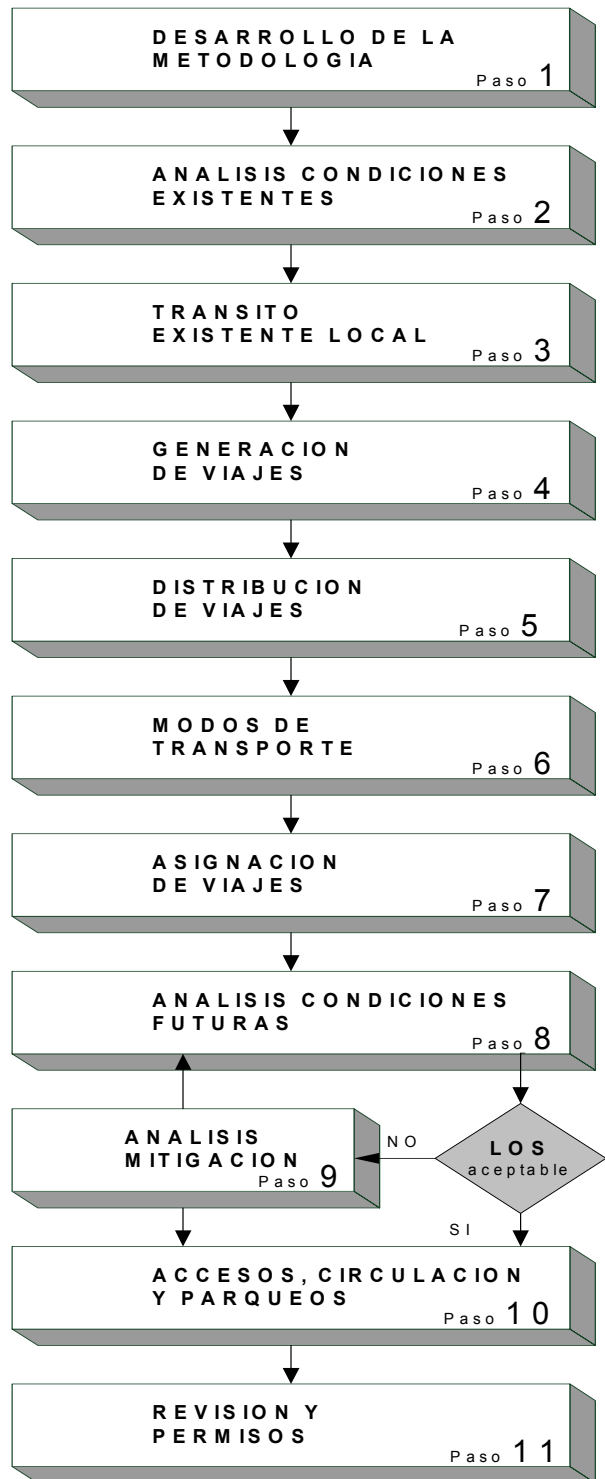 DESARROLLO DE LA
METODOLOGIA
Paso 1
ANALISIS CONDICIONES
EXISTENTES
Paso 2
TRANSITO
EXISTENTE LOCAL
Paso 3
GENERACION
DE VIAJES
Paso 4
DISTRIBUCION
DE VIAJES
Paso 5
MODOS DE
TRANSPORTE
Paso 6
ASIGNACION
DE VIAJES
Paso 7
ANALISIS CONDICIONES
FUTURAS
Paso 8
ANALISIS
MITIGACION
Paso 9
NO
LOS
aceptable
SI
ACCESOS, CIRCULACION
Y PARQUEOS
Paso 10
REVISION Y
PERMISOS
Paso 11